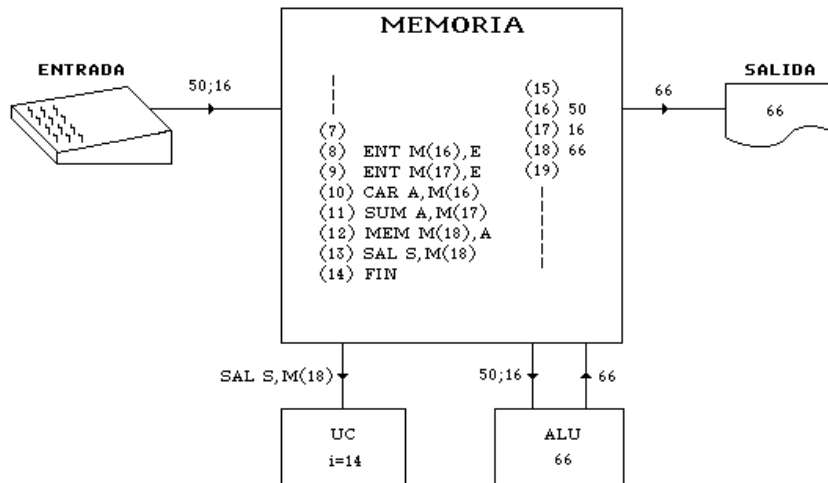 MEMORIA
ENTRADA
50;16
(7)
(8) ENT M(16),E
(9) ENT M(17),E
(10) CAR A,M(16)
(11) SUM A,M(17)
(12) MEM M(18),A
(13) SAL S,M(18)
(14) FIN
(15)
(16) 50
(17) 16
(18) 66
(19)
66
SALIDA
66
SAL S,M(18)
50;16
66
UC
i=14
ALU
66